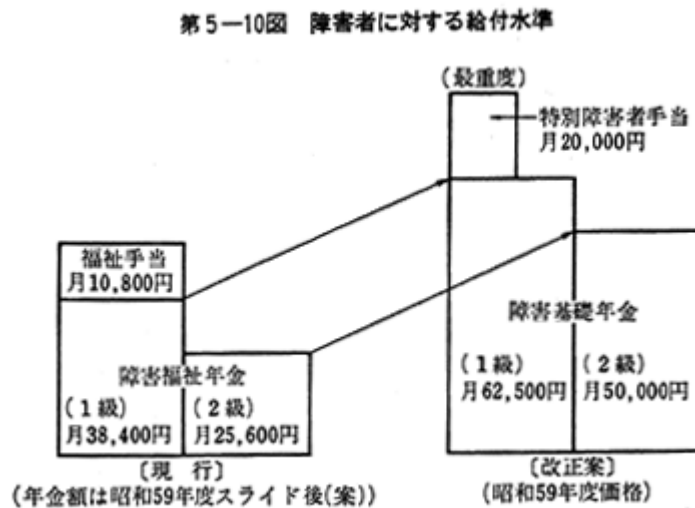 第5—10図 障害者に対する給付水準
(最重度)
特別障害者手当
月20,000円
福祉手当
月10,800円
障害福祉年金
(1級)
月38,400円
(2級)
月25,600円
〔現 行〕
(年金額は昭和59年度スライド後(案))
障害基礎年金
(1級)
月62,500円
(2級)
月50,000円
〔改正案〕
(昭和59年度価格)